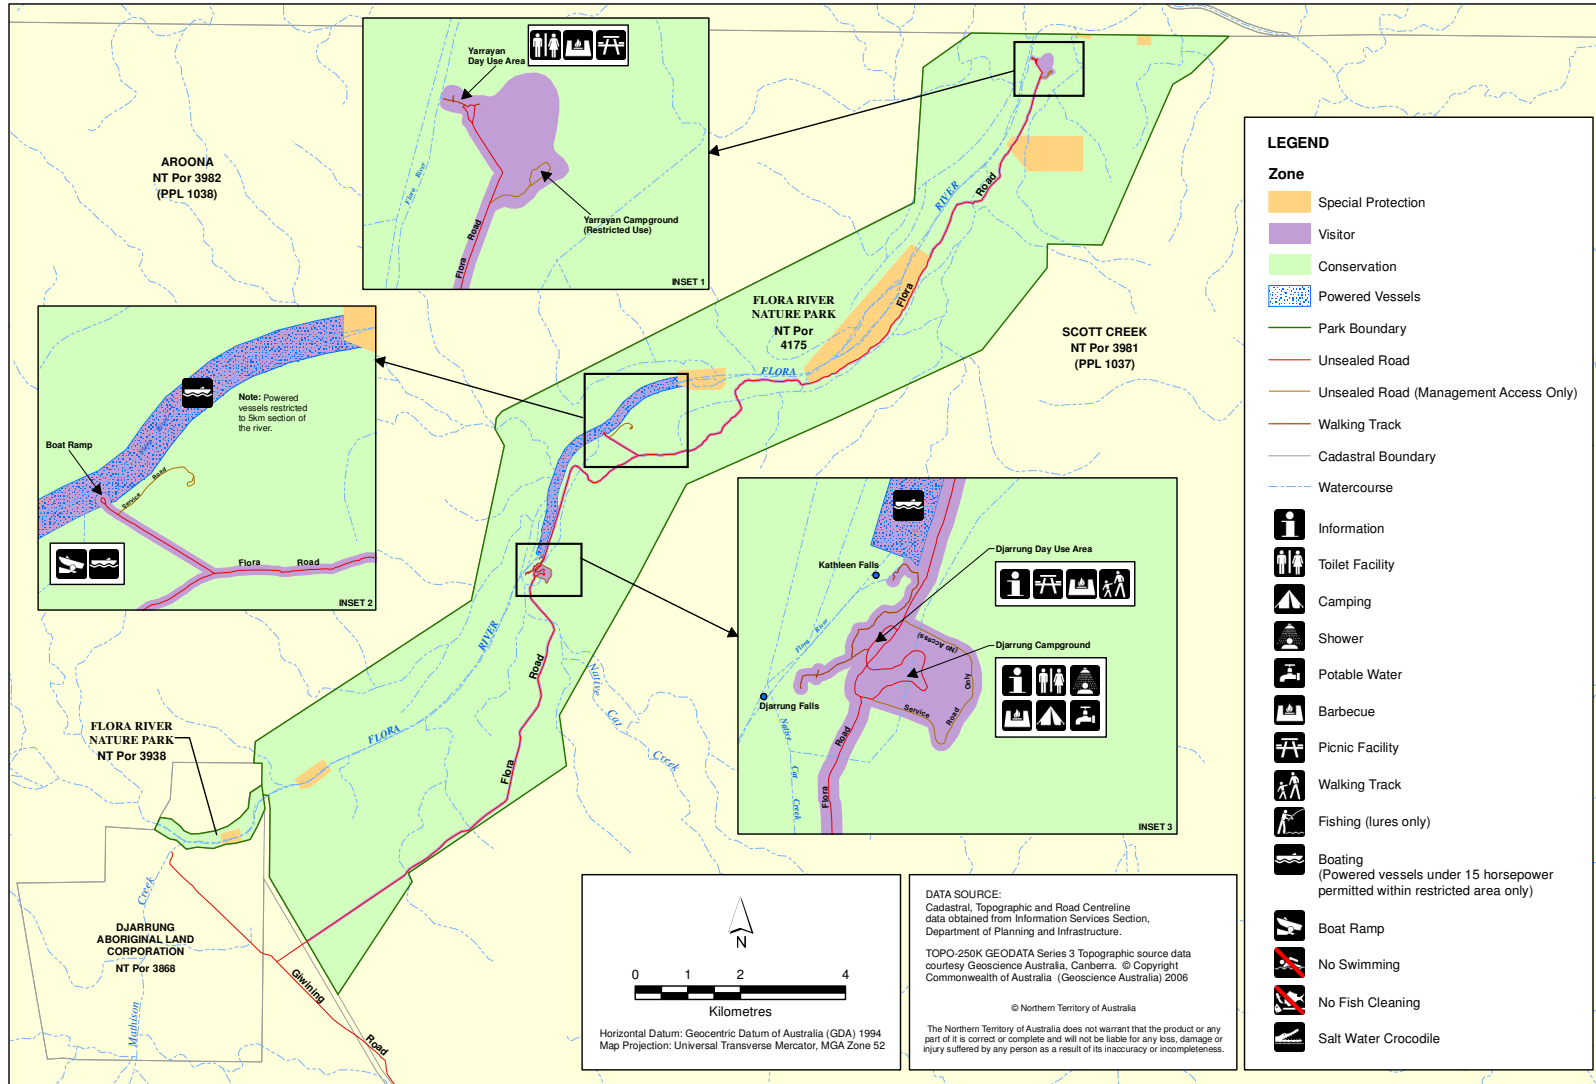 Yarrayan
Day Use Area
Flora River
Yarrayan Campground
(Restricted Use)
Flora Road
INSET 1
AROONA
NT Por 3982
(PPL 1038)
RIVER
Road
Flora
FLORA RIVER
NATURE PARK
NT Por
4175
SCOTT CREEK
NT Por 3981
(PPL 1037)
FLORA
Note: Powered
vessels restricted
to 5km section of
the river.
Boat Ramp
Service Road
Flora Road
INSET 2
RIVER
Road
Flora
Native
Cat
Creek
FLORA
FLORA RIVER
NATURE PARK
NT Por 3938
Creek
Mathison
DJARRUNG
ABORIGINAL LAND
CORPORATION
NT Por 3868
Giwining
Road
Djarrung Day Use Area
Kathleen Falls
Flora River
(No Access)
Djarrung Campground
Only
Djarrung Falls
Service
Road
Road
Flora
Native
Cat
Creek
INSET 3
N
0 1 2 4
Kilometres
Horizontal Datum: Geocentric Datum of Australia (GDA) 1994
Map Projection: Universal Transverse Mercator, MGA Zone 52
DATA SOURCE:
Cadastral, Topographic and Road Centreline
data obtained from Information Services Section,
Department of Planning and Infrastructure.
TOPO-250K GEODATA Series 3 Topographic source data
courtesy Geoscience Australia, Canberra. © Copyright
Commonwealth of Australia (Geoscience Australia) 2006
© Northern Territory of Australia
The Northern Territory of Australia does not warrant that the product or any
part of it is correct or complete and will not be liable for any loss, damage or
injury suffered by any person as a result of its inaccuracy or incompleteness.
LEGEND
Zone
Special Protection
Visitor
Conservation
Powered Vessels
Park Boundary
Unsealed Road
Unsealed Road (Management Access Only)
Walking Track
Cadastral Boundary
Watercourse
Information
Toilet Facility
Camping
Shower
Potable Water
Barbecue
Picnic Facility
Walking Track
Fishing (lures only)
Boating
(Powered vessels under 15 horsepower
permitted within restricted area only)
Boat Ramp
No Swimming
No Fish Cleaning
Salt Water Crocodile